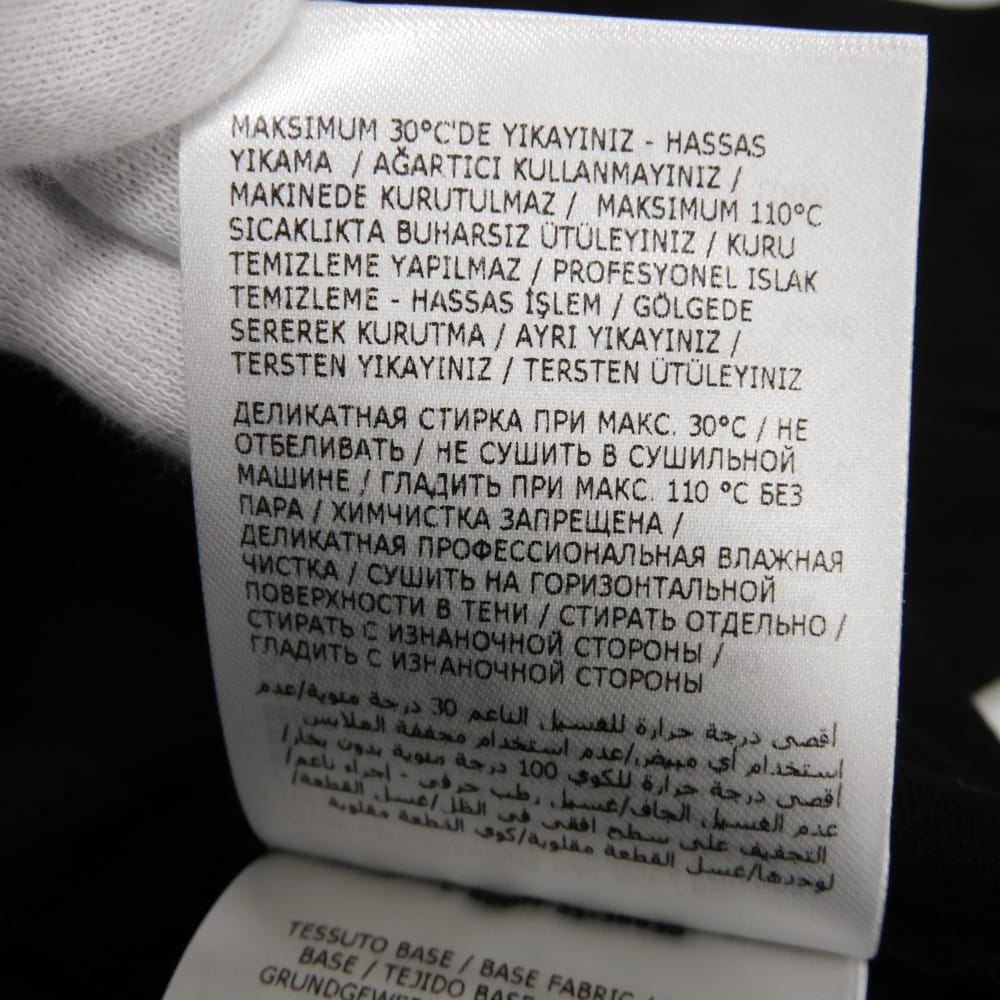 MAKSIMUM 30°C'DE YIKAYINIZ - HASSAS
YIKAMA / AĞARTICI KULLANMAYINIZ /
MAKINEDE KURUTULMAZ / MAKSIMUM 110°C
SICAKLIKTA BUHARSIZ ÜTÜLEYINIZ / KURU
TEMIZLEME YAPILMAZ / PROFESYONEL ISLAK
TEMIZLEME - HASSAS İŞLEM / GÖLGEDE
SEREREK KURUTMA / AYRI YIKAYINIZ /
TERSTEN YIKAYINIZ / TERSTEN ÜTÜLEYINIZ
ДЕЛИКАТНАЯ СТИРКА ПРИ МАКС. 30°C / НЕ
ОТБЕЛИВАТЬ / НЕ СУШИТЬ В СУШИЛЬНОЙ
МАШИНЕ / ГЛАДИТЬ ПРИ МАКС. 110 °C БЕЗ
ПАРА / ХИМЧИСТКА ЗАПРЕЩЕНА /
ДЕЛИКАТНАЯ ПРОФЕССИОНАЛЬНАЯ ВЛАЖНАЯ
ЧИСТКА / СУШИТЬ НА ГОРИЗОНТАЛЬНОЙ
ПОВЕРХНОСТИ В ТЕНИ / СТИРАТЬ ОТДЕЛЬНО /
СТИРАТЬ С ИЗНАНОЧНОЙ СТОРОНЫ /
ГЛАДИТЬ С ИЗНАНОЧНОЙ СТОРОНЫ
أقصى درجة حرارة للغسيل الناعم 30 درجة مئوية/عدم
استخدام أي مبيض/عدم استخدام مجففة الملابس
أقصى درجة حرارة للكوي 100 درجة مئوية بدون بخار/
عدم الغسيل الجاف/غسيل رطب حرفي - اجراء ناعم/
التجفيف على سطح افقي في الظل/غسل القطعة/
لوحدها/غسل القطعة مقلوبة/كوي القطعة مقلوبة
TESSUTO BASE / BASE FABRIC
BASE / TEJIDO BASE